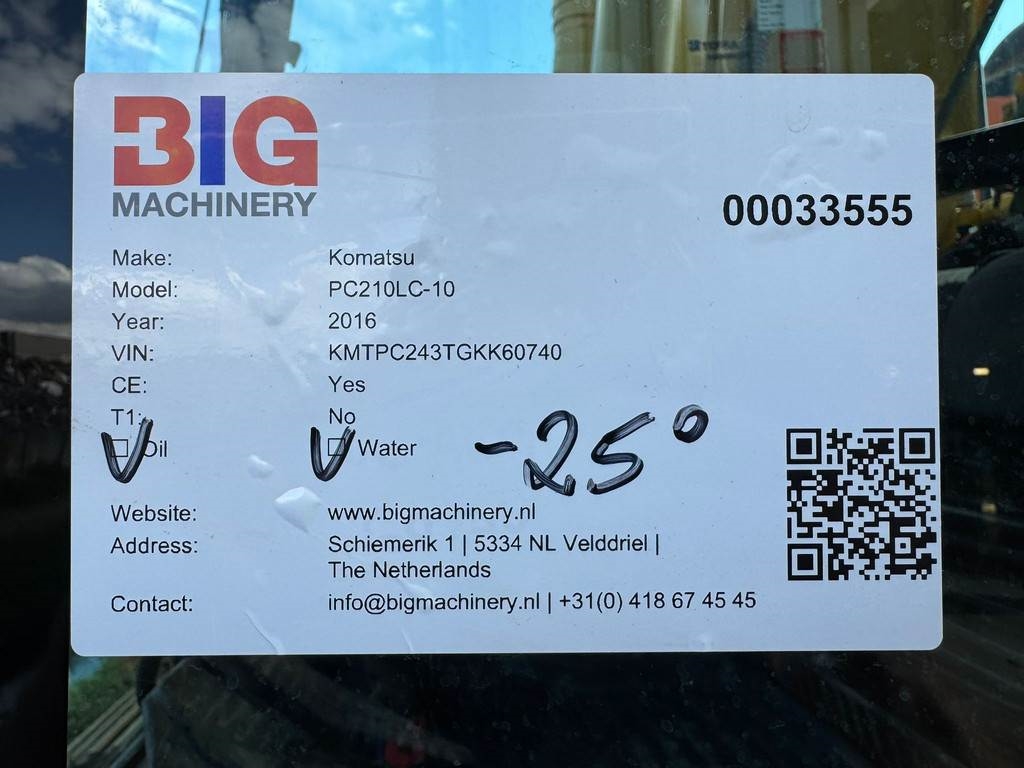 BIG
MACHINERY
00033555
Make: Komatsu
Model: PC210LC-10
Year: 2016
VIN: KMTPC243TGKK60740
CE: Yes
T1: No
V Oil V Water -25°
Website: www.bigmachinery.nl
Address: Schiemerik 1 | 5334 NL Velddriel |
The Netherlands
Contact: info@bigmachinery.nl | +31(0) 418 67 45 45